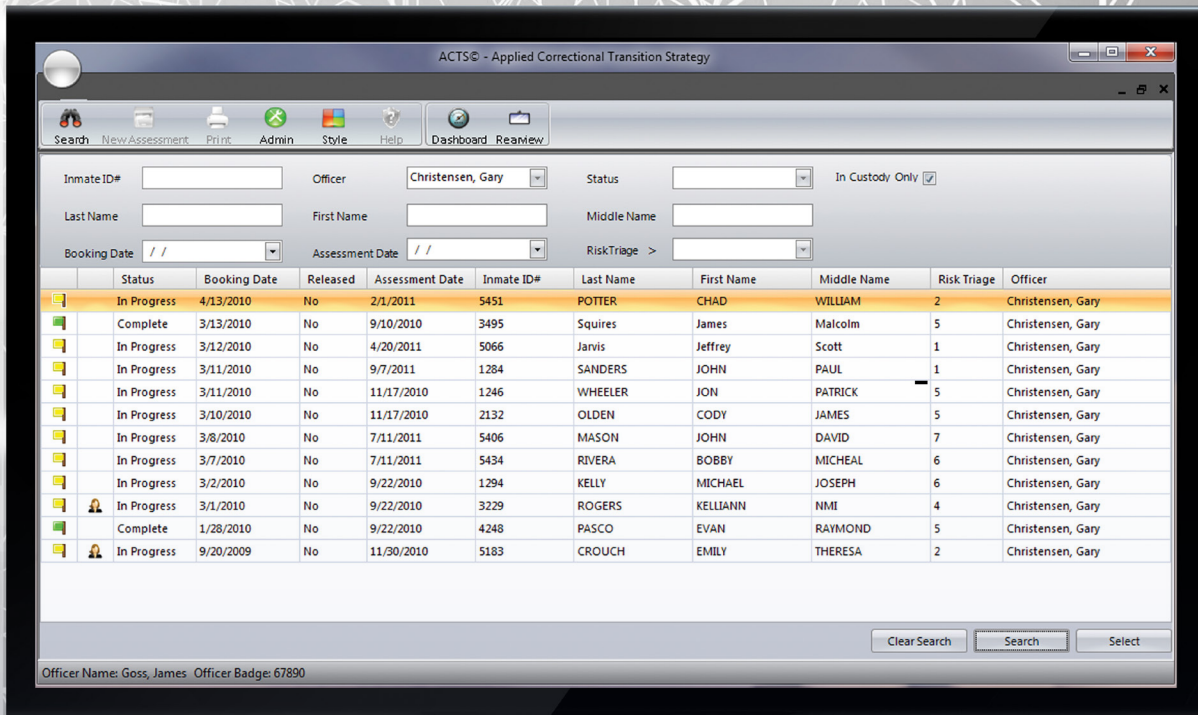 ACTS© - Applied Correctional Transition Strategy
Search New Assessment Print Admin Style Help Dashboard Rearview
Inmate ID# Officer Christensen, Gary Status In Custody Only
Last Name First Name Middle Name
Booking Date / / Assessment Date / / RiskTriage >
Status Booking Date Released Assessment Date Inmate ID# Last Name First Name Middle Name Risk Triage Officer
In Progress 4/13/2010 No 2/1/2011 5451 POTTER CHAD WILLIAM 2 Christensen, Gary
Complete 3/13/2010 No 9/10/2010 3495 Squires James Malcolm 5 Christensen, Gary
In Progress 3/12/2010 No 4/20/2011 5066 Jarvis Jeffrey Scott 1 Christensen, Gary
In Progress 3/11/2010 No 9/7/2011 1284 SANDERS JOHN PAUL 1 Christensen, Gary
In Progress 3/11/2010 No 11/17/2010 1246 WHEELER JON PATRICK 5 Christensen, Gary
In Progress 3/10/2010 No 11/17/2010 2132 OLDEN CODY JAMES 5 Christensen, Gary
In Progress 3/8/2010 No 7/11/2011 5406 MASON JOHN DAVID 7 Christensen, Gary
In Progress 3/7/2010 No 7/11/2011 5434 RIVERA BOBBY MICHEAL 6 Christensen, Gary
In Progress 3/2/2010 No 9/22/2010 1294 KELLY MICHAEL JOSEPH 6 Christensen, Gary
In Progress 3/1/2010 No 9/22/2010 3229 ROGERS KELLIANN NMI 4 Christensen, Gary
Complete 1/28/2010 No 9/22/2010 4248 PASCO EVAN RAYMOND 5 Christensen, Gary
In Progress 9/20/2009 No 11/30/2010 5183 CROUCH EMILY THERESA 2 Christensen, Gary
Clear Search Search Select
Officer Name: Goss, James Officer Badge: 67890